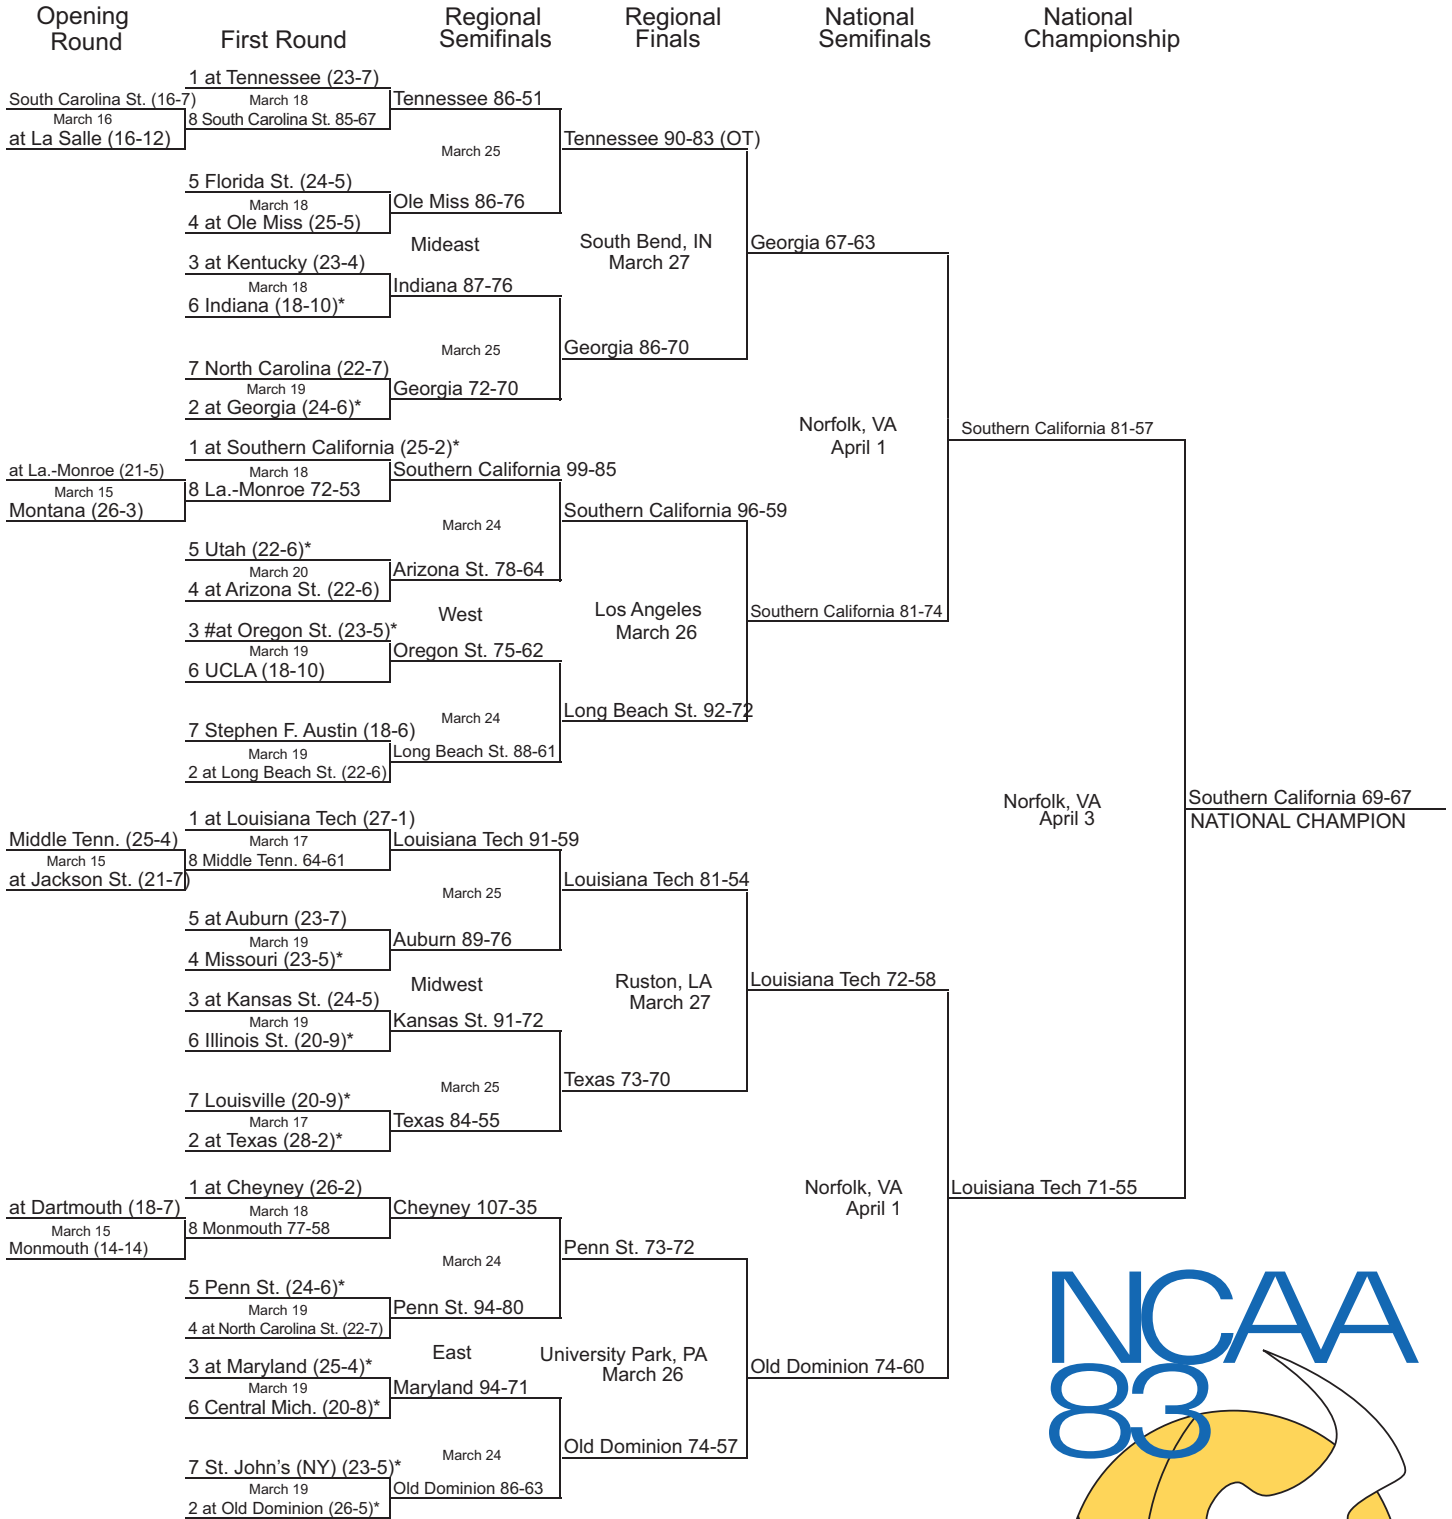 Opening
Round
First Round
Regional
Semifinals
Regional
Finals
National
Semifinals
National
Championship
1 at Tennessee (23-7)
South Carolina St. (16-7)
March 18
Tennessee 86-51
March 16
8 South Carolina St. 85-67
at La Salle (16-12)
Tennessee 90-83 (OT)
March 25
5 Florida St. (24-5)
March 18
Ole Miss 86-76
4 at Ole Miss (25-5)
Mideast
South Bend, IN
March 27
Georgia 67-63
3 at Kentucky (23-4)
March 18
Indiana 87-76
6 Indiana (18-10)*
March 25
Georgia 86-70
7 North Carolina (22-7)
March 19
Georgia 72-70
2 at Georgia (24-6)*
Norfolk, VA
April 1
Southern California 81-57
1 at Southern California (25-2)*
at La.-Monroe (21-5)
March 18
Southern California 99-85
March 15
8 La.-Monroe 72-53
Montana (26-3)
Southern California 96-59
March 24
5 Utah (22-6)*
March 20
Arizona St. 78-64
4 at Arizona St. (22-6)
West
Los Angeles
March 26
Southern California 81-74
3 #at Oregon St. (23-5)*
March 19
Oregon St. 75-62
6 UCLA (18-10)
March 24
Long Beach St. 92-72
7 Stephen F. Austin (18-6)
March 19
Long Beach St. 88-61
2 at Long Beach St. (22-6)
Norfolk, VA
April 3
Southern California 69-67
NATIONAL CHAMPION
1 at Louisiana Tech (27-1)
Middle Tenn. (25-4)
March 17
Louisiana Tech 91-59
March 15
8 Middle Tenn. 64-61
at Jackson St. (21-7)
Louisiana Tech 81-54
March 25
5 at Auburn (23-7)
March 19
Auburn 89-76
4 Missouri (23-5)*
Midwest
Ruston, LA
March 27
Louisiana Tech 72-58
3 at Kansas St. (24-5)
March 19
Kansas St. 91-72
6 Illinois St. (20-9)*
March 25
Texas 73-70
7 Louisville (20-9)*
March 17
Texas 84-55
2 at Texas (28-2)*
Norfolk, VA
April 1
Louisiana Tech 71-55
1 at Cheyney (26-2)
at Dartmouth (18-7)
March 18
Cheyney 107-35
March 15
8 Monmouth 77-58
Monmouth (14-14)
Penn St. 73-72
March 24
5 Penn St. (24-6)*
March 19
Penn St. 94-80
4 at North Carolina St. (22-7)
East
University Park, PA
March 26
Old Dominion 74-60
3 at Maryland (25-4)*
March 19
Maryland 94-71
6 Central Mich. (20-8)*
March 24
Old Dominion 74-57
7 St. John's (NY) (23-5)*
March 19
Old Dominion 86-63
2 at Old Dominion (26-5)*
NCAA
83